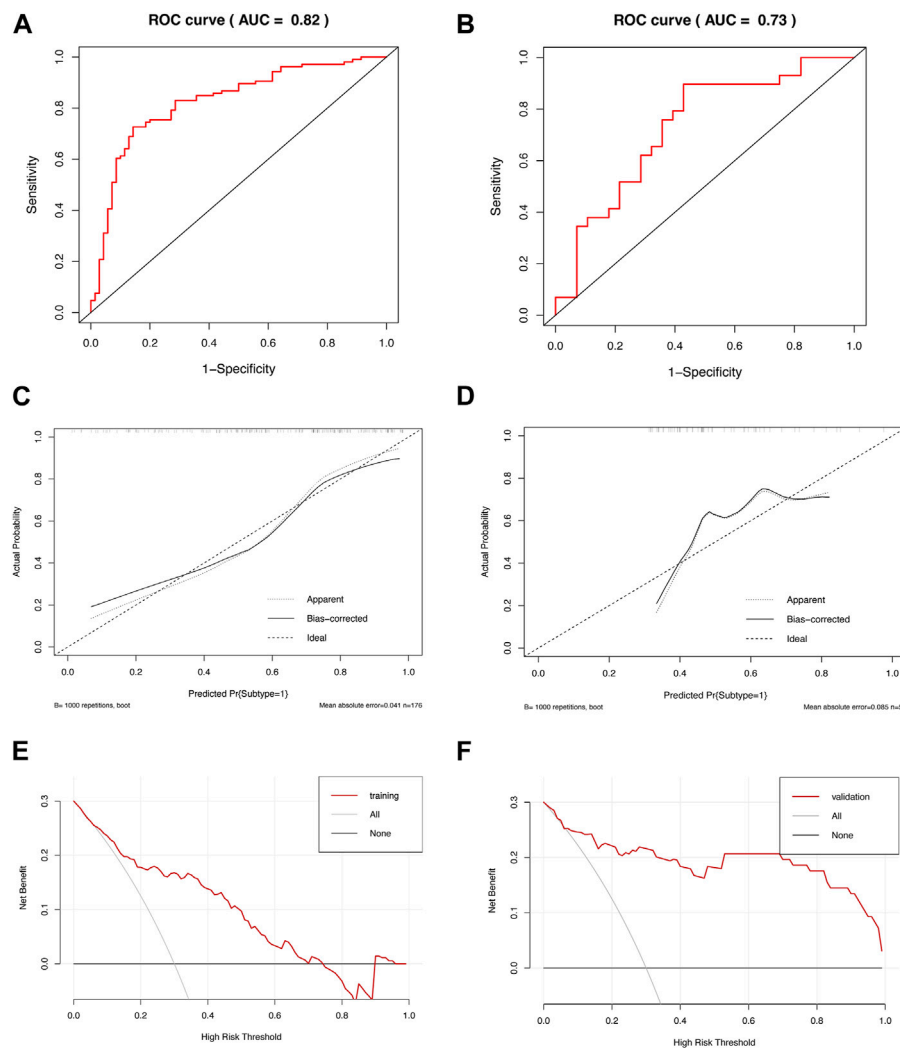 A
ROC curve ( AUC = 0.82)
Sensitivity
0.0 0.2 0.4 0.6 0.8 1.0
0.0 0.2 0.4 0.6 0.8 1.0
1−Specificity
B
ROC curve ( AUC = 0.73)
Sensitivity
0.0 0.2 0.4 0.6 0.8 1.0
0.0 0.2 0.4 0.6 0.8 1.0
1−Specificity
C
Actual Probability
0.0 0.2 0.4 0.6 0.8 1.0
Apparent
Bias−corrected
Ideal
0.0 0.2 0.4 0.6 0.8 1.0
Predicted Pr{Subtype=1}
B= 1000 repetitions, boot
Mean absolute error=0.041 n=176
D
Actual Probability
0.0 0.2 0.4 0.6 0.8 1.0
Apparent
Bias−corrected
Ideal
0.0 0.2 0.4 0.6 0.8 1.0
Predicted Pr{Subtype=1}
B= 1000 repetitions, boot
Mean absolute error=0.085
E
training
All
None
Net Benefit
0.0 0.1 0.2 0.3
0.0 0.2 0.4 0.6 0.8 1.0
High Risk Threshold
F
validation
All
None
Net Benefit
0.0 0.1 0.2 0.3
0.0 0.2 0.4 0.6 0.8 1.0
High Risk Threshold